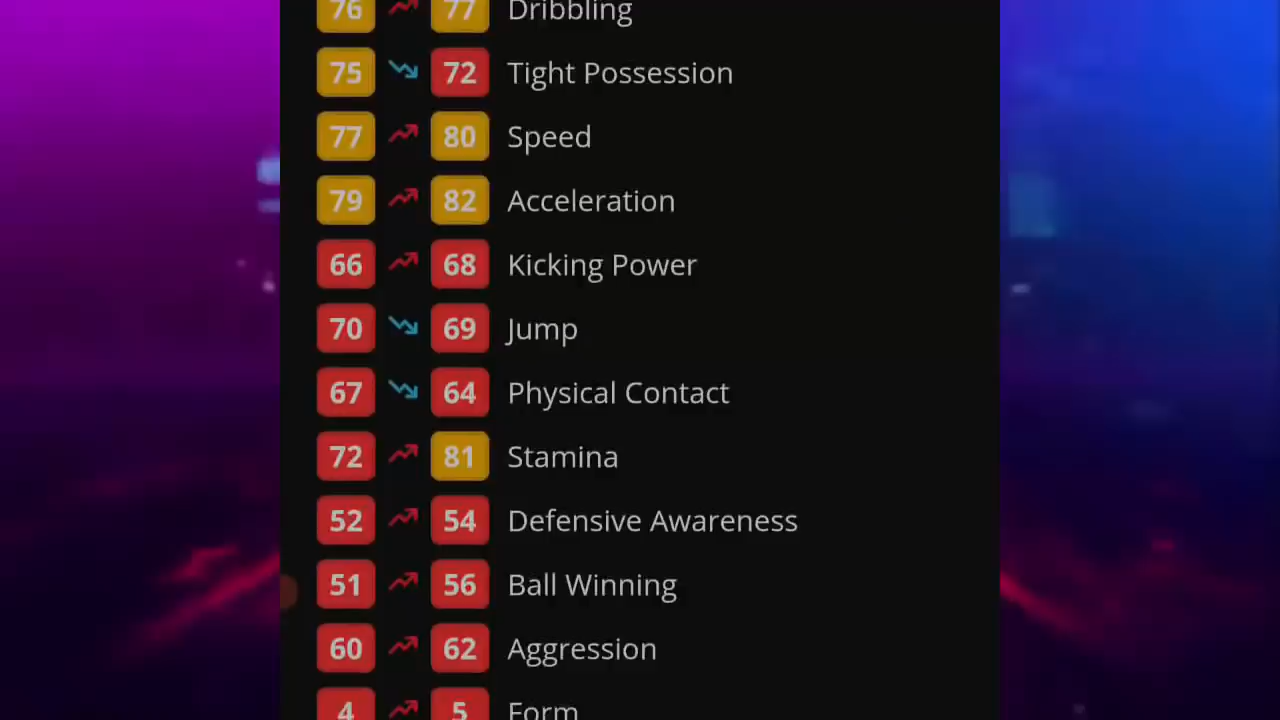 76 77 Dribbling
75 72 Tight Possession
77 80 Speed
79 82 Acceleration
66 68 Kicking Power
70 69 Jump
67 64 Physical Contact
72 81 Stamina
52 54 Defensive Awareness
51 56 Ball Winning
60 62 Aggression
4 5 Form